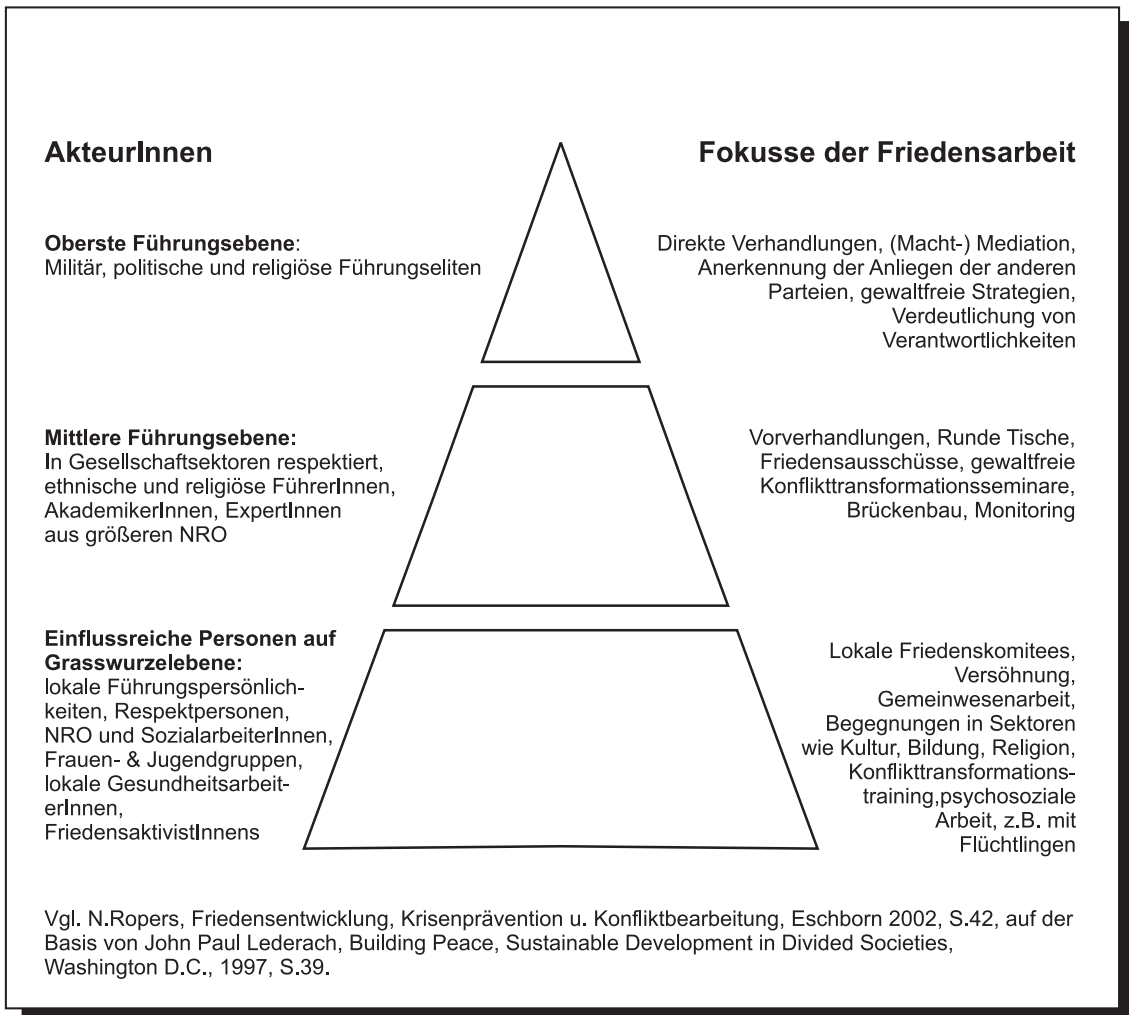 AkteurInnen
Fokusse der Friedensarbeit
Oberste Führungsebene:
Militär, politische und religiöse Führungseliten
Direkte Verhandlungen, (Macht-) Mediation,
Anerkennung der Anliegen der anderen
Parteien, gewaltfreie Strategien,
Verdeutlichung von
Verantwortlichkeiten
Mittlere Führungsebene:
In Gesellschaftsektoren respektiert,
ethnische und religiöse FührerInnen,
AkademikerInnen, ExpertInnen
aus größeren NRO
Vorverhandlungen, Runde Tische,
Friedensausschüsse, gewaltfreie
Konflikttransformationsseminare,
Brückenbau, Monitoring
Einflussreiche Personen auf
Grasswurzelebene:
lokale Führungspersönlich-
keiten, Respektpersonen,
NRO und SozialarbeiterInnen,
Frauen- & Jugendgruppen,
lokale Gesundheitsarbeit-
erInnen,
FriedensaktivistInnens
Lokale Friedenskomitees,
Versöhnung,
Gemeinwesenarbeit,
Begegnungen in Sektoren
wie Kultur, Bildung, Religion,
Konflikttransformations-
training,psychosoziale
Arbeit, z.B. mit
Flüchtlingen
Vgl. N.Ropers, Friedensentwicklung, Krisenprävention u. Konfliktbearbeitung, Eschborn 2002, S.42, auf der
Basis von John Paul Lederach, Building Peace, Sustainable Development in Divided Societies,
Washington D.C., 1997, S.39.